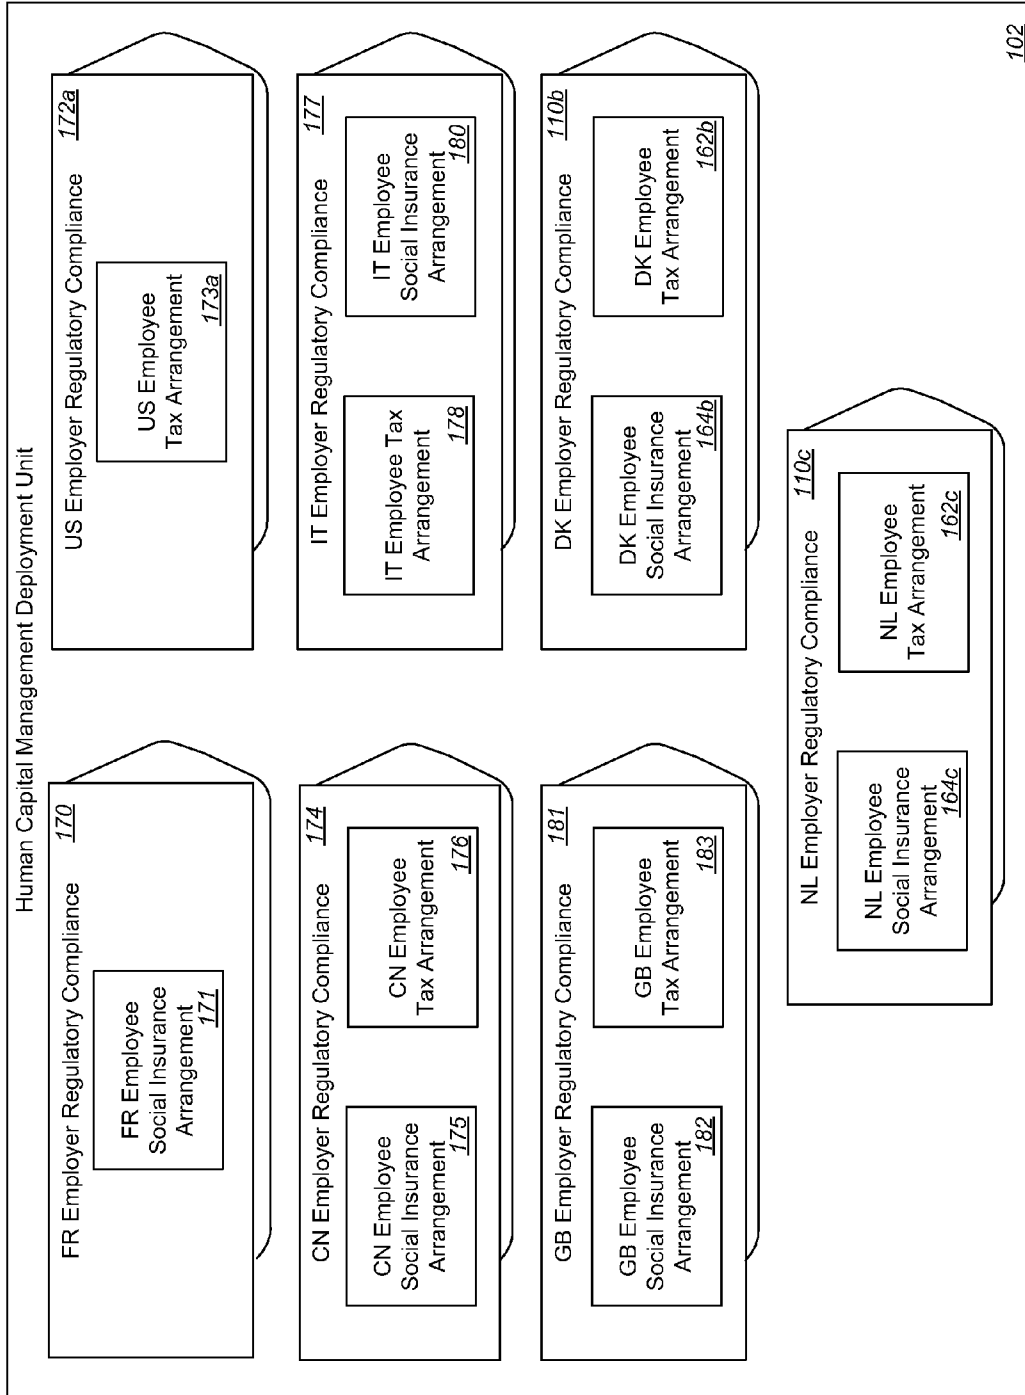 Human Capital Management Deployment Unit
FR Employer Regulatory Compliance
170
FR Employee
Social Insurance
Arrangement
171
US Employer Regulatory Compliance
172a
US Employee
Tax Arrangement
173a
CN Employer Regulatory Compliance
174
CN Employee
Social Insurance
Arrangement
175
CN Employee
Tax Arrangement
176
IT Employer Regulatory Compliance
177
IT Employee Tax
Arrangement
178
IT Employee
Social Insurance
Arrangement
180
GB Employer Regulatory Compliance
181
GB Employee
Social Insurance
Arrangement
182
GB Employee
Tax Arrangement
183
DK Employer Regulatory Compliance
110b
DK Employee
Social Insurance
Arrangement
164b
DK Employee
Tax Arrangement
162b
NL Employer Regulatory Compliance
110c
NL Employee
Social Insurance
Arrangement
164c
NL Employee
Tax Arrangement
162c
102